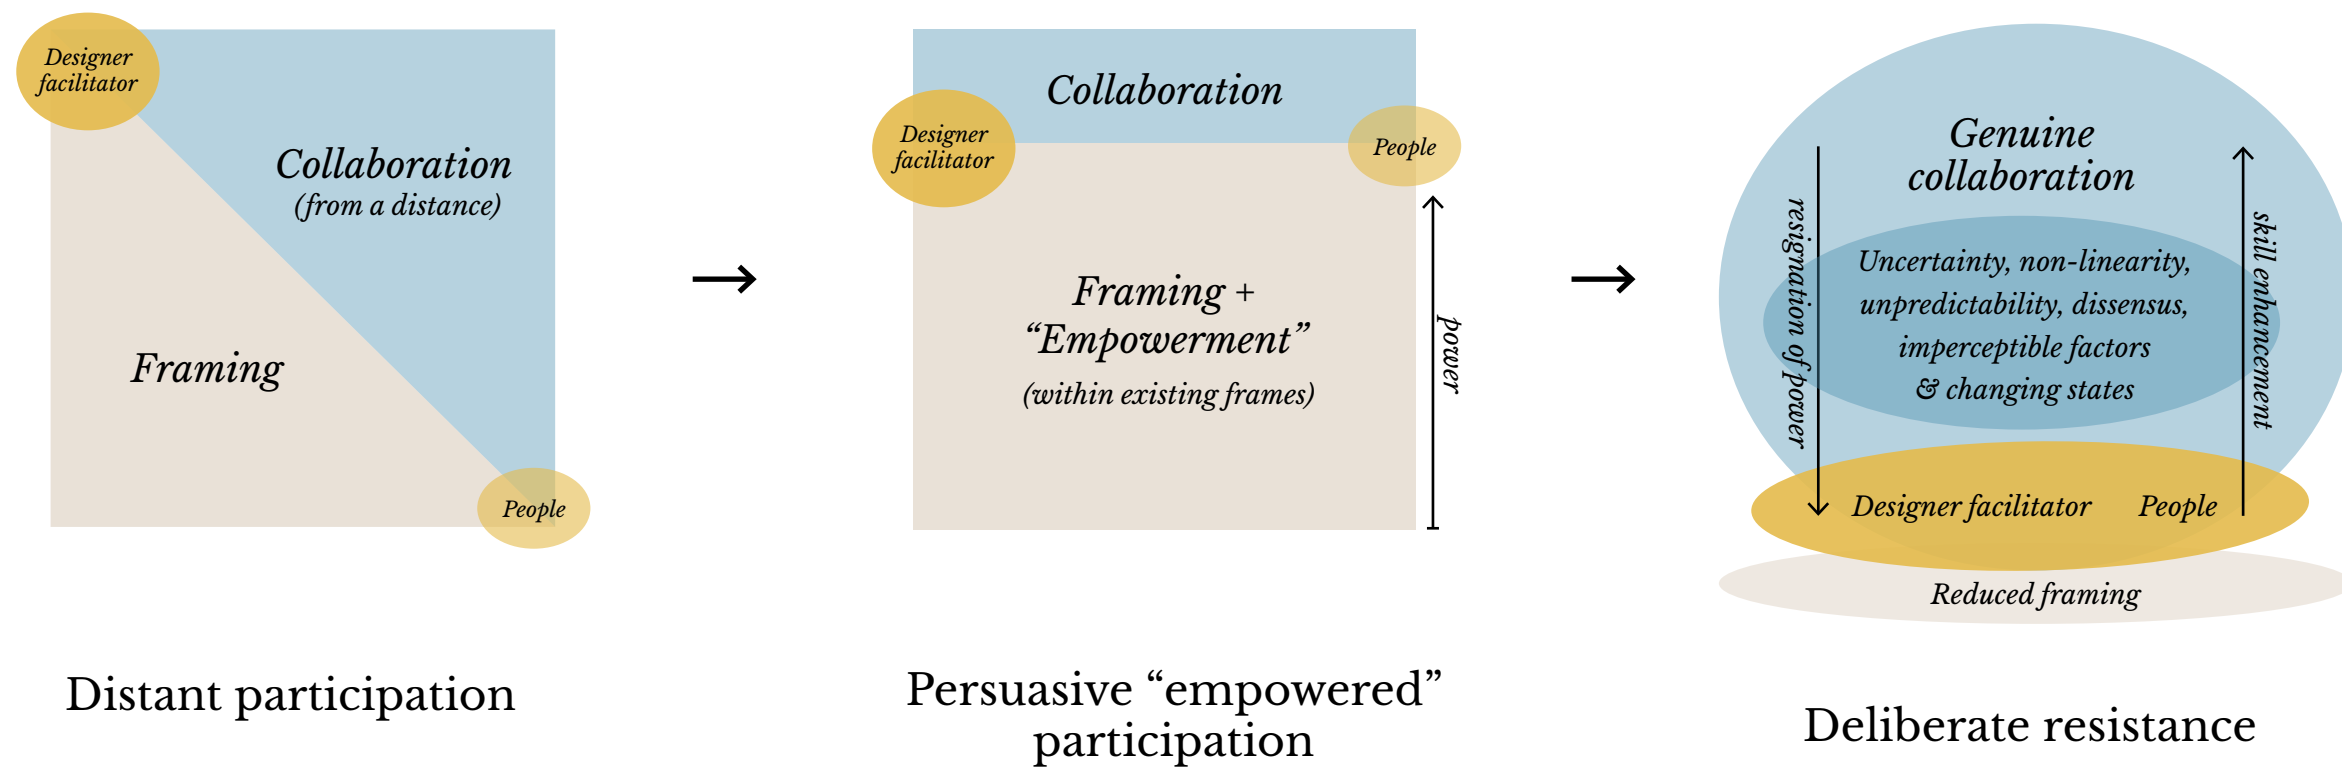 Designer
facilitator
Collaboration
(from a distance)
Framing
People
Distant participation
Collaboration
Designer
facilitator
People
Framing +
“Empowerment”
(within existing frames)
power
Persuasive “empowered”
participation
Genuine
collaboration
resignation of power
Uncertainty, non-linearity,
unpredictability, dissensus,
imperceptible factors
& changing states
skill enhancement
Designer facilitator
People
Reduced framing
Deliberate resistance